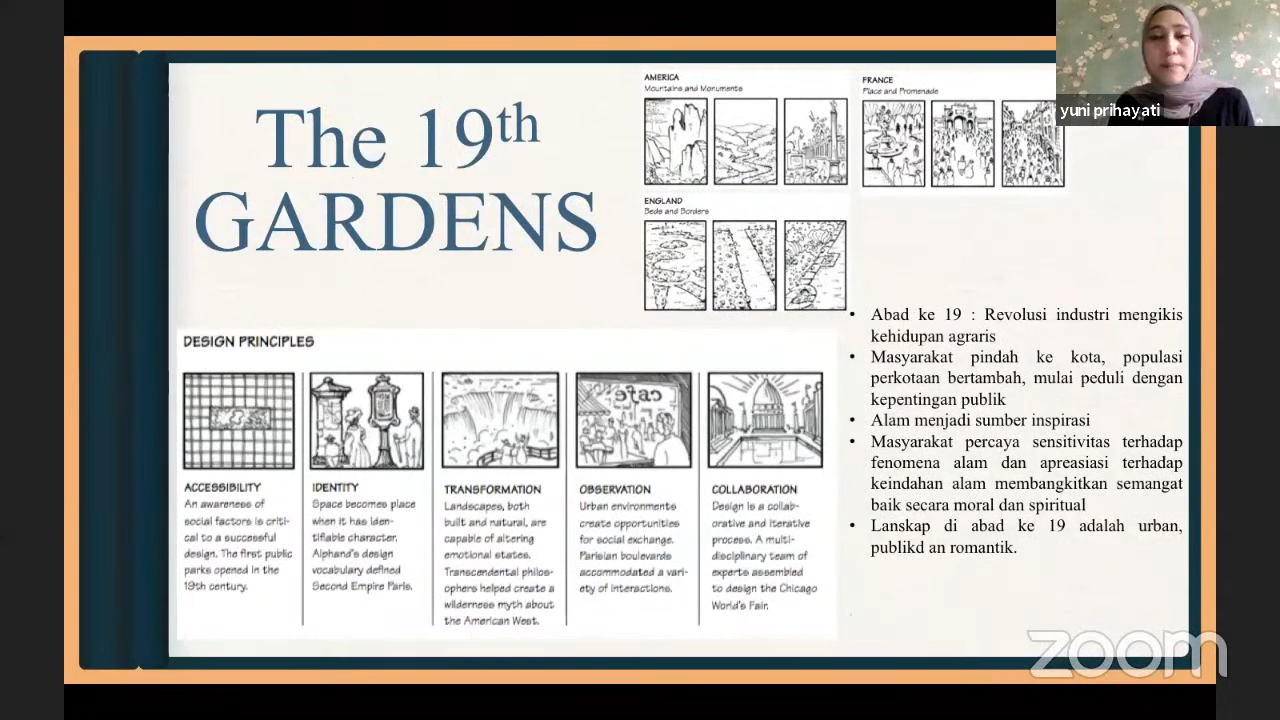 The 19th
GARDENS
AMERICA
Mountains and Monuments
FRANCE
Place and Promenade
ENGLAND
Beds and Borders
yuni prihayati
DESIGN PRINCIPLES
cafe
ACCESSIBILITY
An awareness of
social factors is criti-
cal to a successful
design. The first public
parks opened in the
19th century.
IDENTITY
Space becomes place
when it has iden-
tifiable character.
Alphand's design
vocabulary defined
Second Empire Paris.
TRANSFORMATION
Landscapes, both
built and natural, are
capable of altering
emotional states.
Transcendental philos-
ophers helped create a
wilderness myth about
the American West.
OBSERVATION
Urban environments
create opportunities
for social exchange.
Parisian boulevards
accommodated a vari-
ety of interactions.
COLLABORATION
Design is a collab-
orative and iterative
process. A multi-
disciplinary team of
experts assembled
to design the Chicago
World's Fair.
• Abad ke 19 : Revolusi industri mengikis
kehidupan agraris
• Masyarakat pindah ke kota, populasi
perkotaan bertambah, mulai peduli dengan
kepentingan publik
• Alam menjadi sumber inspirasi
• Masyarakat percaya sensitivitas terhadap
fenomena alam dan apresiasi terhadap
keindahan alam membangkitkan semangat
baik secara moral dan spiritual
• Lanskap di abad ke 19 adalah urban,
publikd an romantik.
zoom